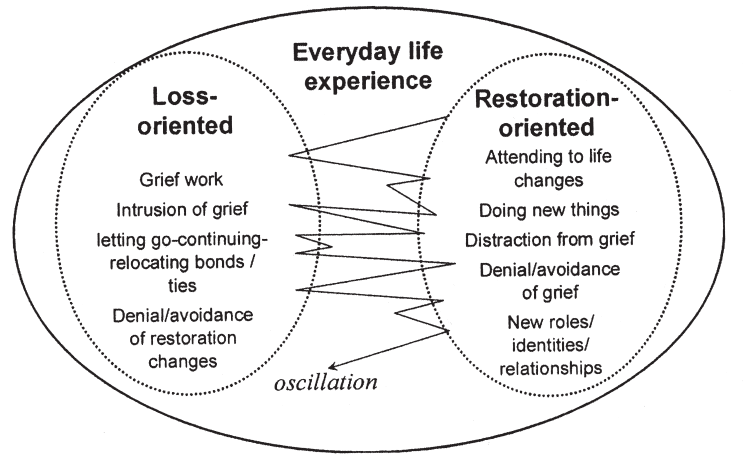 Everyday life
experience
Loss-
oriented
Grief work
Intrusion of grief
letting go-continuing-
relocating bonds /
ties
Denial/avoidance
of restoration
changes
Restoration-
oriented
Attending to life
changes
Doing new things
Distraction from grief
Denial/avoidance
of grief
New roles/
identities/
relationships
oscillation